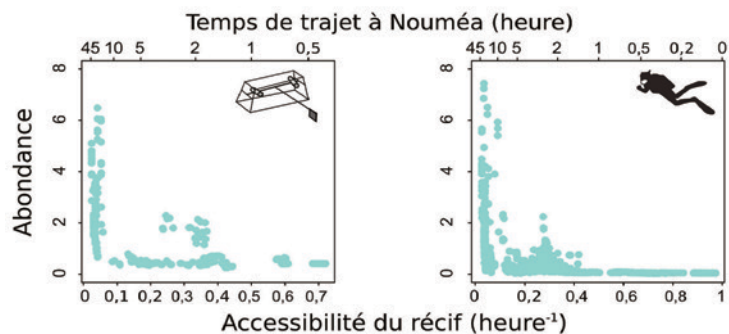 Temps de trajet à Nouméa (heure)
45 10 5 2 1 0,5
45 10 5 2 1 0,5 0,2 0
Abondance
8
6
4
2
0
8
6
4
2
0
0 0,1 0,2 0,3 0,4 0,5 0,6 0,7
0 0,2 0,4 0,6 0,8 1
Accessibilité du récif (heure⁻¹)